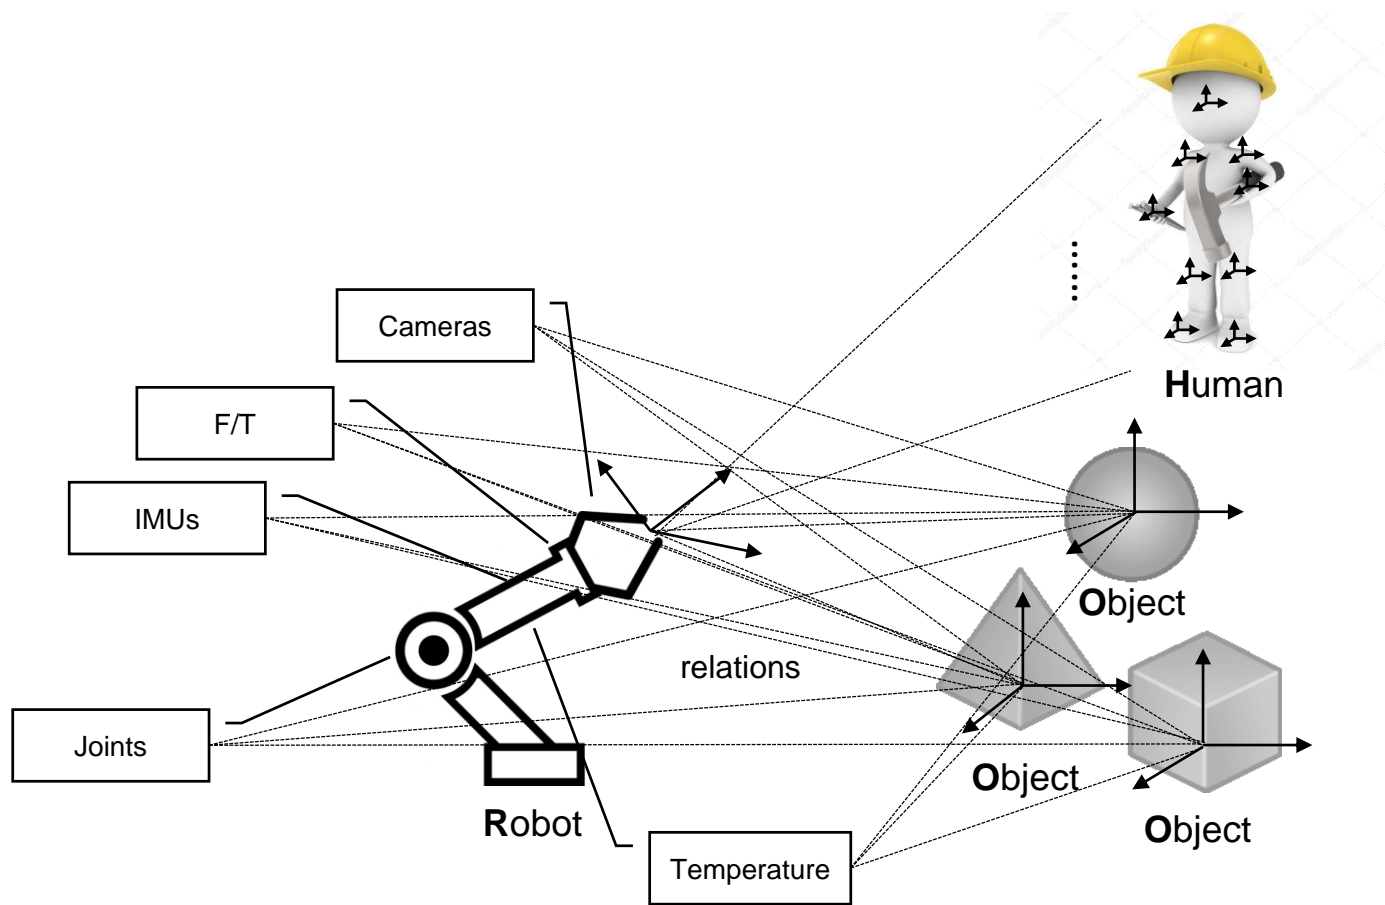 Cameras
Human
F/T
IMUs
Object
relations
Joints
Object
Robot
Object
Temperature